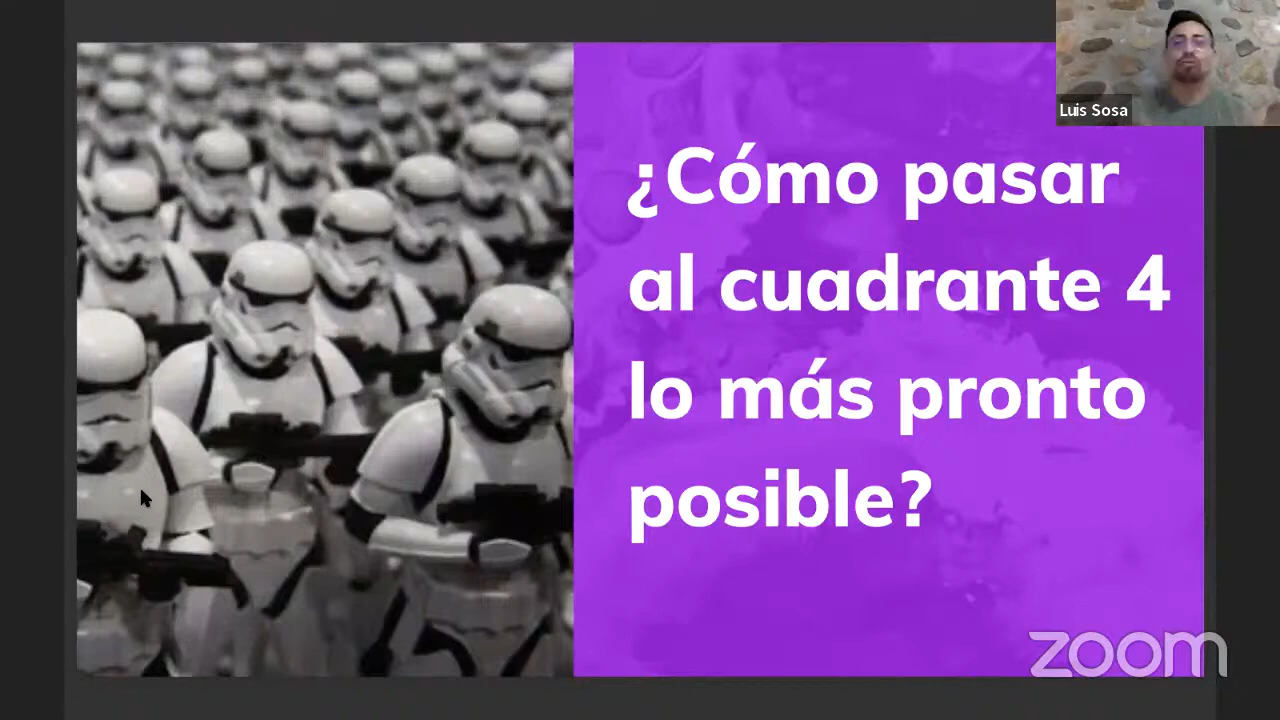 Luis Sosa
¿Cómo pasar
al cuadrante 4
lo más pronto
posible?
zoom